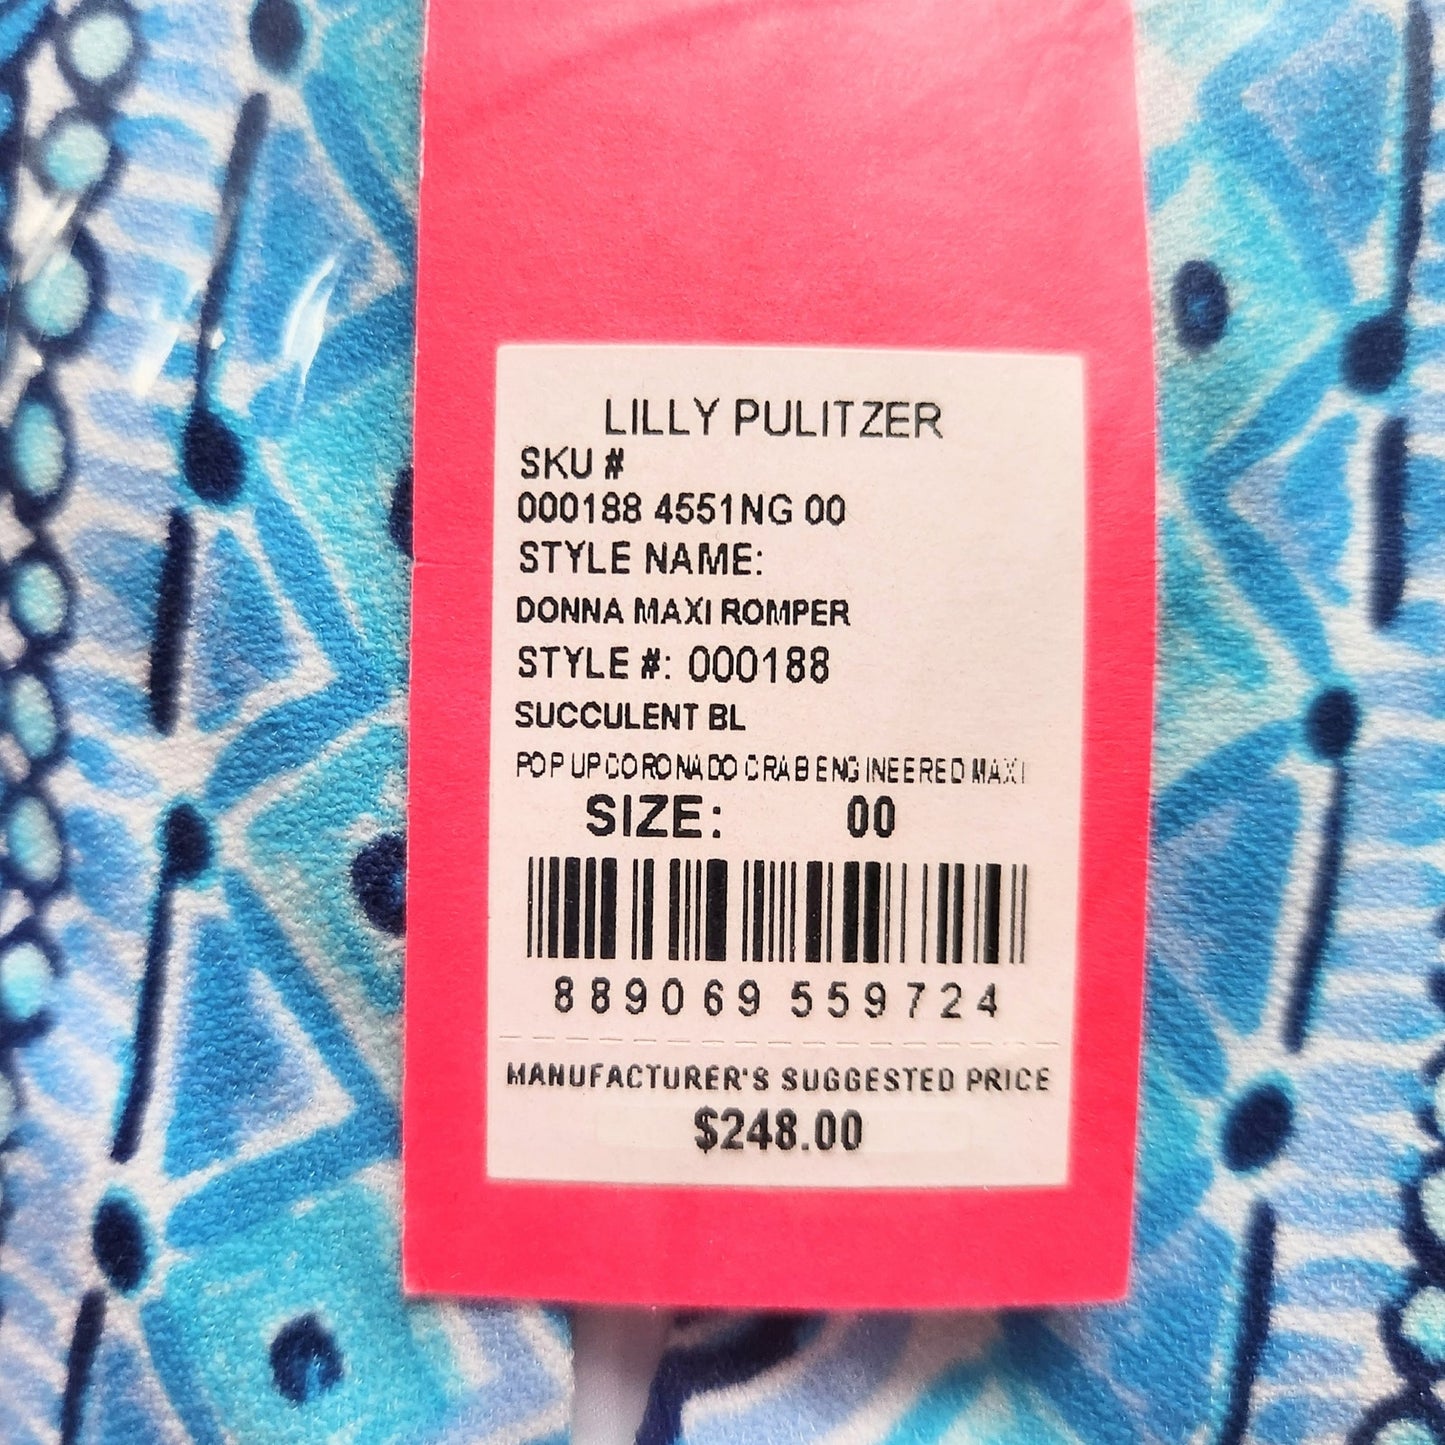 LILLY PULITZER
SKU #
000188 4551NG 00
STYLE NAME:
DONNA MAXI ROMPER
STYLE #: 000188
SUCCULENT BL
POP UP CORONADO CRAB ENGINEERED MAXI
SIZE: 00
889069 559724
MANUFACTURER'S SUGGESTED PRICE
$248.00